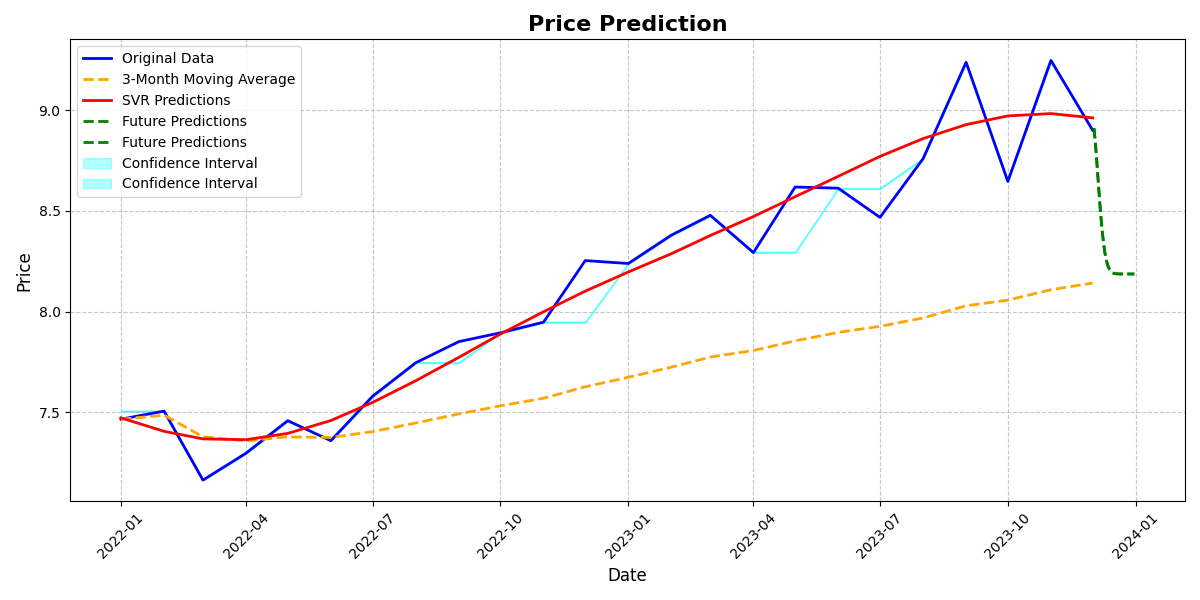 Price Prediction
Original Data
3-Month Moving Average
SVR Predictions
Future Predictions
Future Predictions
Confidence Interval
Confidence Interval
Price
9.0
8.5
8.0
7.5
2022-01
2022-04
2022-07
2022-10
2023-01
2023-04
2023-07
2023-10
2024-01
Date